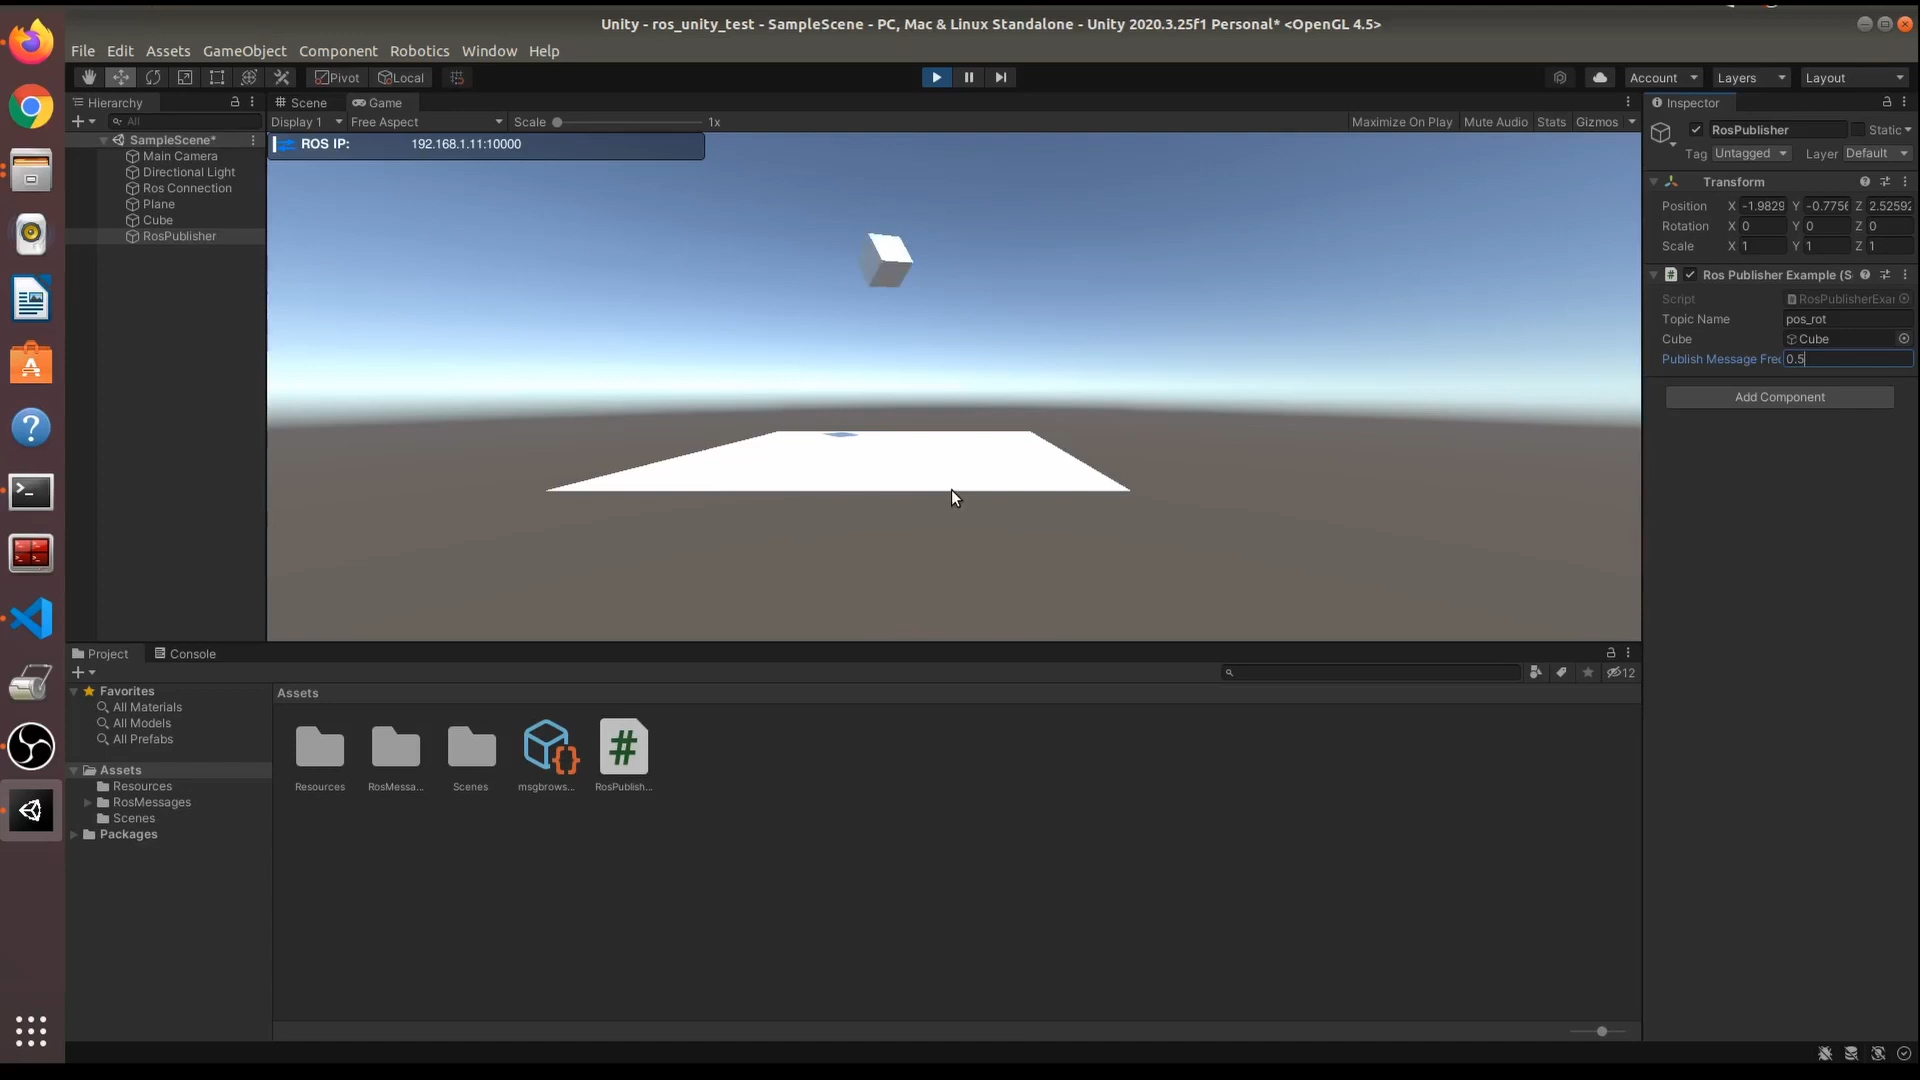 Unity - ros_unity_test - SampleScene - PC, Mac & Linux Standalone - Unity 2020.3.25f1 Personal* <OpenGL 4.5>
File Edit Assets GameObject Component Robotics Window Help
Pivot Local Account Layers Layout
Hierarchy
All
SampleScene*
Main Camera
Directional Light
Ros Connection
Plane
Cube
RosPublisher
Scene Game
Display 1 Free Aspect Scale 1x Maximize On Play Mute Audio Stats Gizmos
ROS IP: 192.168.1.11:10000
Inspector
RosPublisher Static
Tag Untagged Layer Default
Transform
Position X -1.9829 Y -0.7756 Z 2.52592
Rotation X 0 Y 0 Z 0
Scale X 1 Y 1 Z 1
Ros Publisher Example (S
Script RosPublisherExar
Topic Name pos_rot
Cube Cube
Publish Message Frec 0.5
Add Component
Project Console
12
Favorites
All Materials
All Models
All Prefabs
Assets
Resources
RosMessages
Scenes
Packages
Assets
Resources RosMessa... Scenes msgbrows... RosPublish...